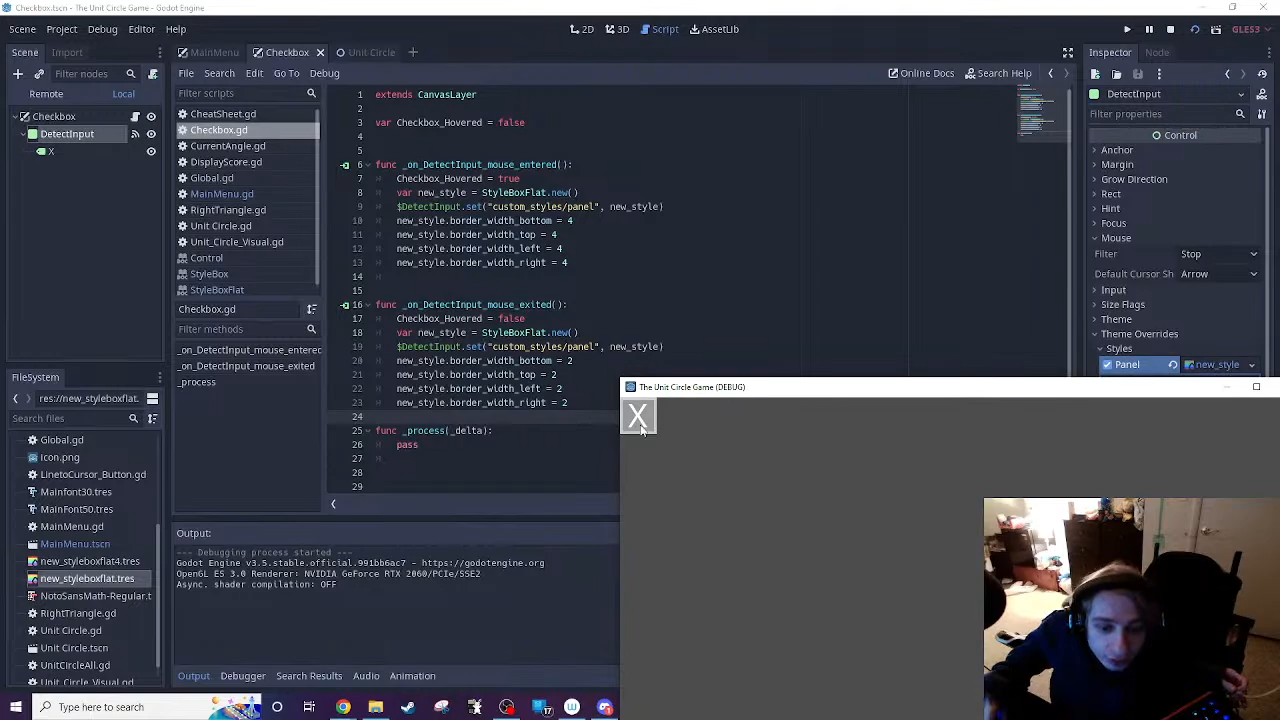 Checkbox.tscn - The Unit Circle Game - Godot Engine
Scene Project Debug Editor Help
2D 3D Script AssetLib
GLES3
Scene Import
MainMenu Checkbox Unit Circle
Inspector Node
Filter nodes
File Search Edit Go To Debug
Online Docs Search Help
Remote Local
Filter scripts
DetectInput
Filter properties
Checkbox
DetectInput
X
CheatSheet.gd
Checkbox.gd
CurrentAngle.gd
DisplayScore.gd
Global.gd
MainMenu.gd
RightTriangle.gd
Unit Circle.gd
Unit_Circle_Visual.gd
Control
StyleBox
StyleBoxFlat
Checkbox.gd
Filter methods
_on_DetectInput_mouse_entered
_on_DetectInput_mouse_exited
_process
1 extends CanvasLayer
2
3 var Checkbox_Hovered = false
4
5
6 func _on_DetectInput_mouse_entered():
7 Checkbox_Hovered = true
8 var new_style = StyleBoxFlat.new()
9 $DetectInput.set("custom_styles/panel", new_style)
10 new_style.border_width_bottom = 4
11 new_style.border_width_top = 4
12 new_style.border_width_left = 4
13 new_style.border_width_right = 4
14
15
16 func _on_DetectInput_mouse_exited():
17 Checkbox_Hovered = false
18 var new_style = StyleBoxFlat.new()
19 $DetectInput.set("custom_styles/panel", new_style)
20 new_style.border_width_bottom = 2
21 new_style.border_width_top = 2
22 new_style.border_width_left = 2
23 new_style.border_width_right = 2
24
25 func _process(_delta):
26 pass
27
28
29
Control
Anchor
Margin
Grow Direction
Rect
Hint
Focus
Mouse
Filter Stop
Default Cursor Sh Arrow
Input
Size Flags
Theme
Theme Overrides
Styles
Panel new_style
FileSystem
res://new_styleboxflat.
Search files
Global.gd
Icon.png
LinetoCursor_Button.gd
Mainfont30.tres
MainFont50.tres
MainMenu.gd
MainMenu.tscn
new_styleboxflat4.tres
new_styleboxflat.tres
NotoSansMath-Regular.t
RightTriangle.gd
Unit Circle.gd
Unit Circle.tscn
UnitCircleAll.gd
Unit_Circle_Visual.gd
Output:
--- Debugging process started ---
Godot Engine v3.5.stable.official.991bb6ac7 - https://godotengine.org
OpenGL ES 3.0 Renderer: NVIDIA GeForce RTX 2060/PCIe/SSE2
Async. shader compilation: OFF
Output Debugger Search Results Audio Animation
The Unit Circle Game (DEBUG)
X
Type here to search
17